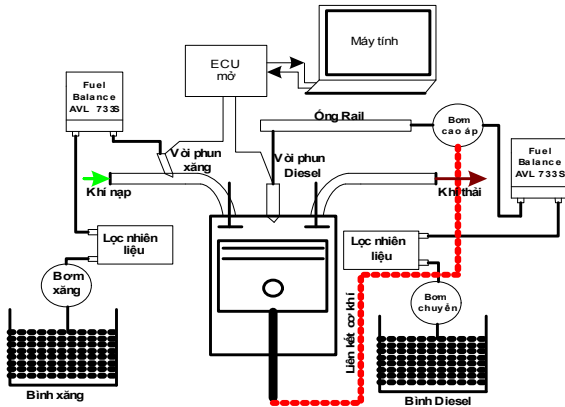 Máy tính
ECU
mở
Fuel
Balance
AVL 733S
Ống Rail
Bơm
cao áp
Fuel
Balance
AVL 733S
Vòi phun
xăng
Vòi phun
Diesel
Khí nạp
Khí thải
Lọc nhiên
liệu
Lọc nhiên
liệu
Bơm
xăng
Bơm
chuyển
Liên kết cơ khí
Bình xăng
Bình Diesel